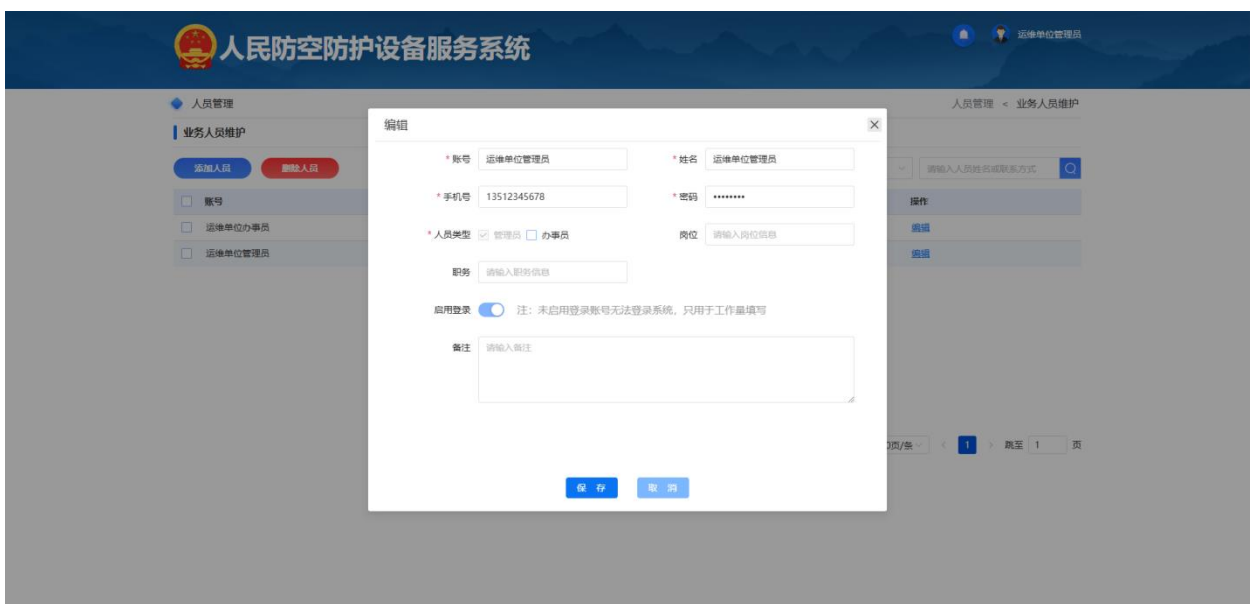 人民防空防护设备服务系统
运维单位管理员
人员管理
人员管理 < 业务人员维护
业务人员维护
编辑
添加人员 删除人员
请输入人员姓名或联系方式
* 账号 运维单位管理员
* 姓名 运维单位管理员
* 手机号 13512345678
* 密码 ••••••••
* 人员类型 管理员 办事员
岗位 请输入岗位信息
职务 请输入职务信息
启用登录 注：未启用登录账号无法登录系统，只用于工作量填写
备注 请输入备注
保 存 取 消
账号 操作
运维单位办事员 编辑
运维单位管理员 编辑
0页/条 < 1 > 跳至 1 页